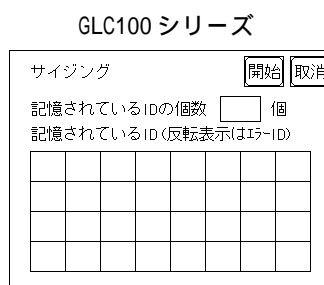 GLC100シリーズ
サイジング 開始 取消
記憶されているIDの個数 個
記憶されているID(反転表示はエラーID)